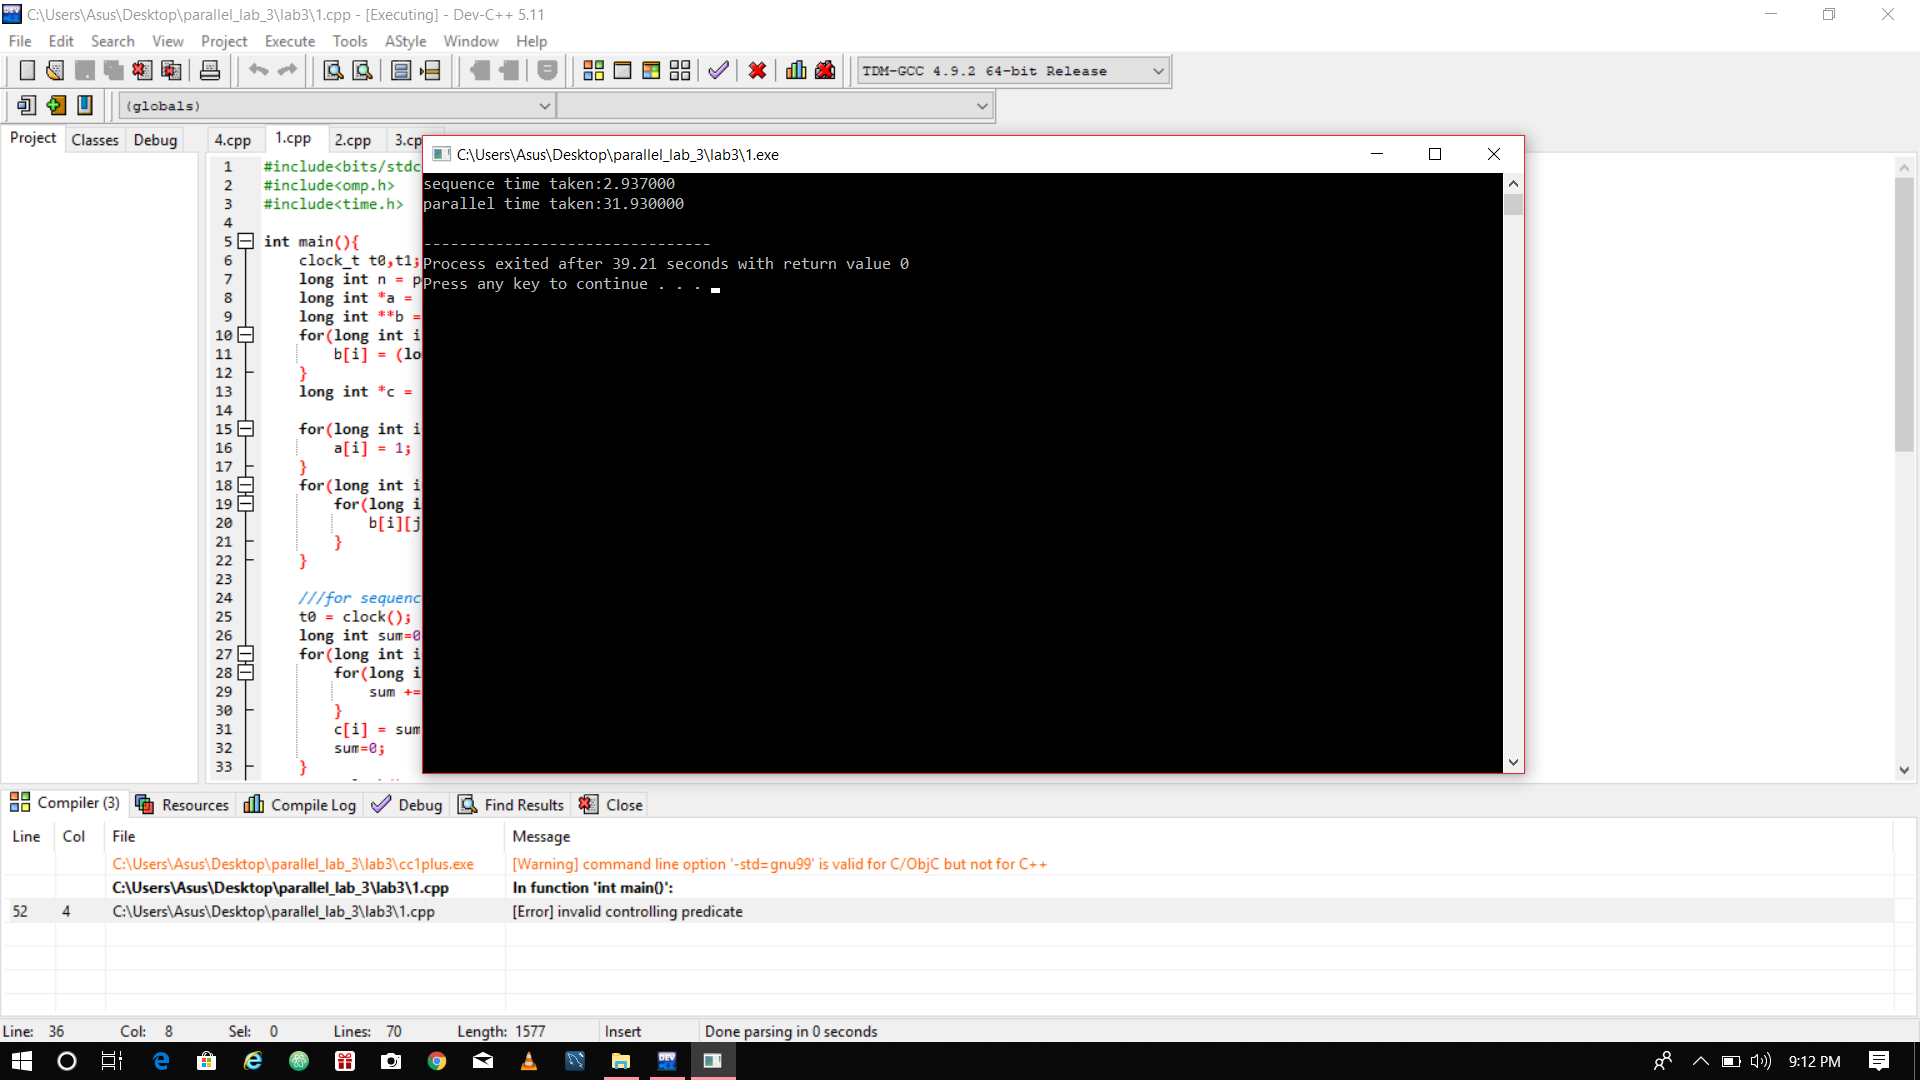 C:\Users\Asus\Desktop\parallel_lab_3\lab3\1.cpp - [Executing] - Dev-C++ 5.11
File Edit Search View Project Execute Tools AStyle Window Help
TDM-GCC 4.9.2 64-bit Release
(globals)
Project Classes Debug
4.cpp 1.cpp 2.cpp 3.cp
C:\Users\Asus\Desktop\parallel_lab_3\lab3\1.exe
sequence time taken:2.937000
parallel time taken:31.930000
--------------------------------
Process exited after 39.21 seconds with return value 0
Press any key to continue . . .
1 #include<bits/stdc
2 #include<omp.h>
3 #include<time.h>
4
5 int main(){
6 clock_t t0,t1;
7 long int n = p
8 long int *a =
9 long int **b =
10 for(long int i
11 b[i] = (lo
12 }
13 long int *c =
14
15 for(long int i
16 a[i] = 1;
17 }
18 for(long int i
19 for(long i
20 b[i][j
21 }
22 }
23
24 ///for sequenc
25 t0 = clock();
26 long int sum=0
27 for(long int i
28 for(long i
29 sum +=
30 }
31 c[i] = sum
32 sum=0;
33 }
Compiler (3) Resources Compile Log Debug Find Results Close
Line Col File Message
C:\Users\Asus\Desktop\parallel_lab_3\lab3\cc1plus.exe [Warning] command line option '-std=gnu99' is valid for C/ObjC but not for C++
C:\Users\Asus\Desktop\parallel_lab_3\lab3\1.cpp In function 'int main()':
52 4 C:\Users\Asus\Desktop\parallel_lab_3\lab3\1.cpp [Error] invalid controlling predicate
Line: 36 Col: 8 Sel: 0 Lines: 70 Length: 1577 Insert Done parsing in 0 seconds
9:12 PM